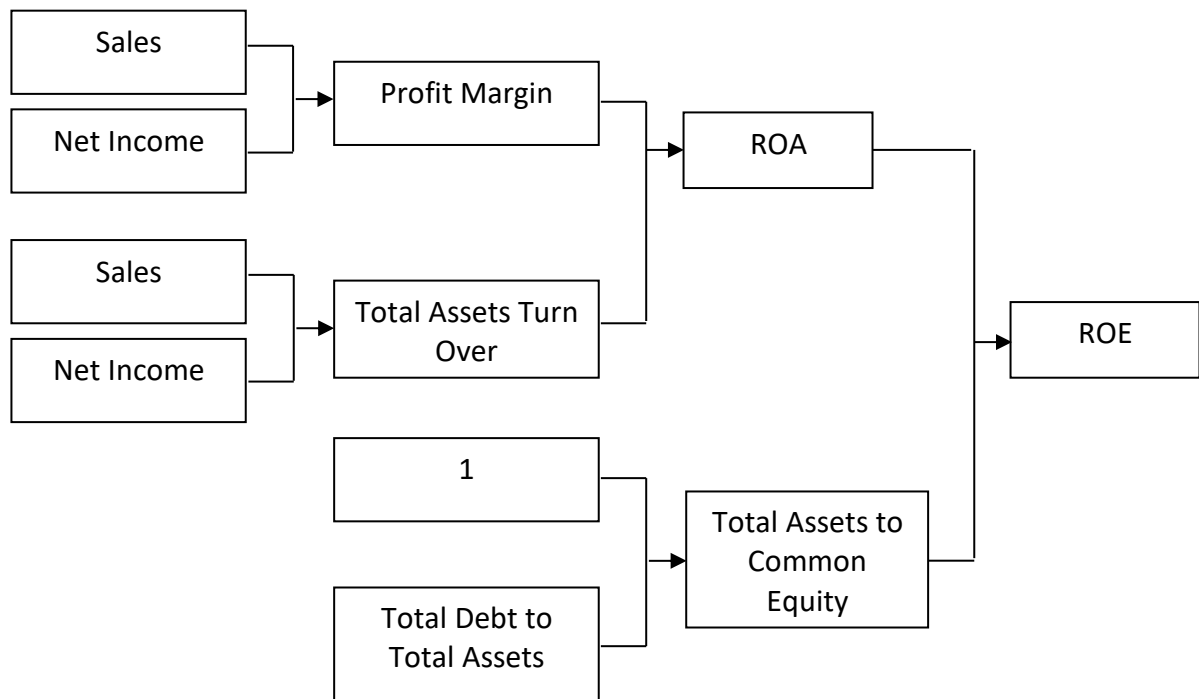 Sales
Net Income
Profit Margin
ROA
Sales
Net Income
Total Assets Turn
Over
ROE
1
Total Assets to
Common
Equity
Total Debt to
Total Assets